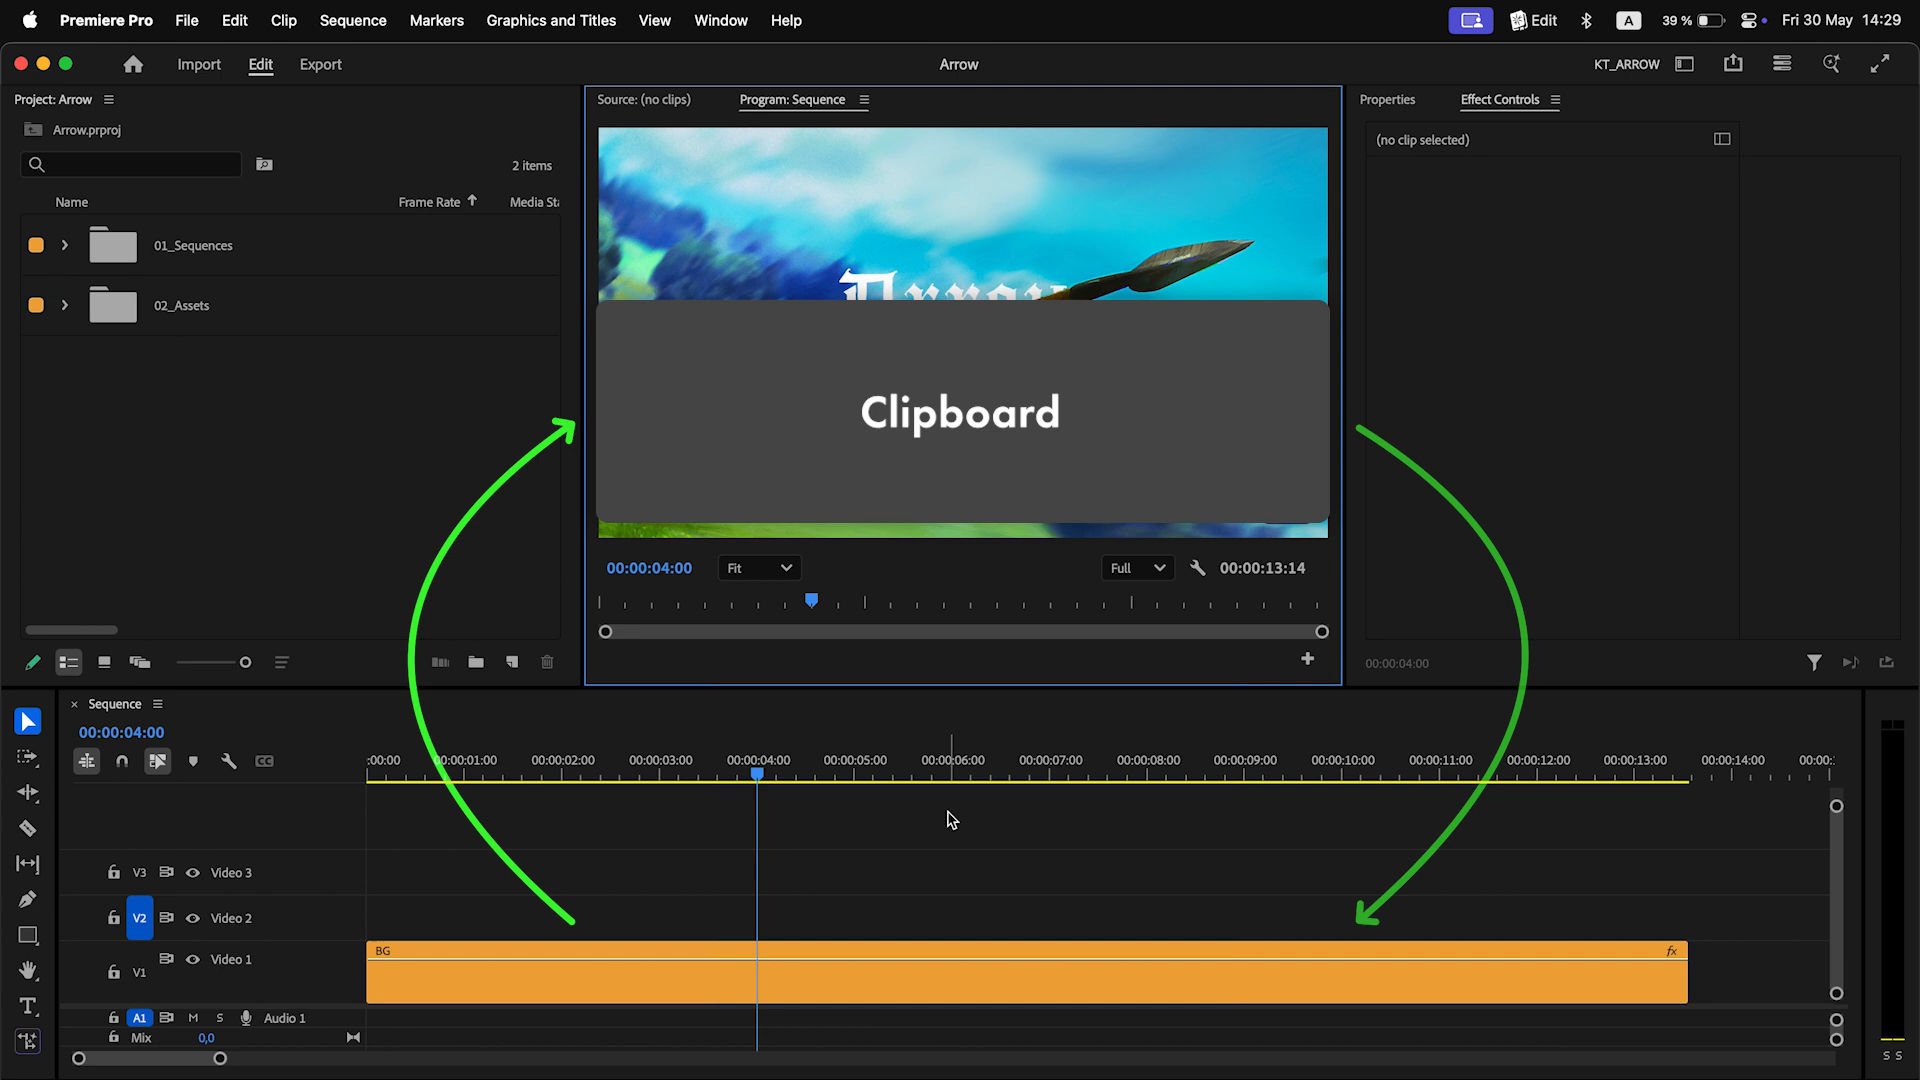 Premiere Pro File Edit Clip Sequence Markers Graphics and Titles View Window Help Edit A 39 % Fri 30 May 14:29
Import Edit Export Arrow KT_ARROW
Project: Arrow
Arrow.prproj
2 items
Name Frame Rate Media Sta
01_Sequences
02_Assets
Source: (no clips) Program: Sequence
Arrow
Clipboard
00:00:04:00 Fit Full 00:00:13:14
Properties Effect Controls
(no clip selected)
00:00:04:00
Sequence
00:00:04:00
CC
:00:00 00:00:01:00 00:00:02:00 00:00:03:00 00:00:04:00 00:00:05:00 00:00:06:00 00:00:07:00 00:00:08:00 00:00:09:00 00:00:10:00 00:00:11:00 00:00:12:00 00:00:13:00 00:00:14:00 00:00:
V3 Video 3
V2 Video 2
BG fx
V1 Video 1
A1 M S Audio 1
Mix 0,0
S S